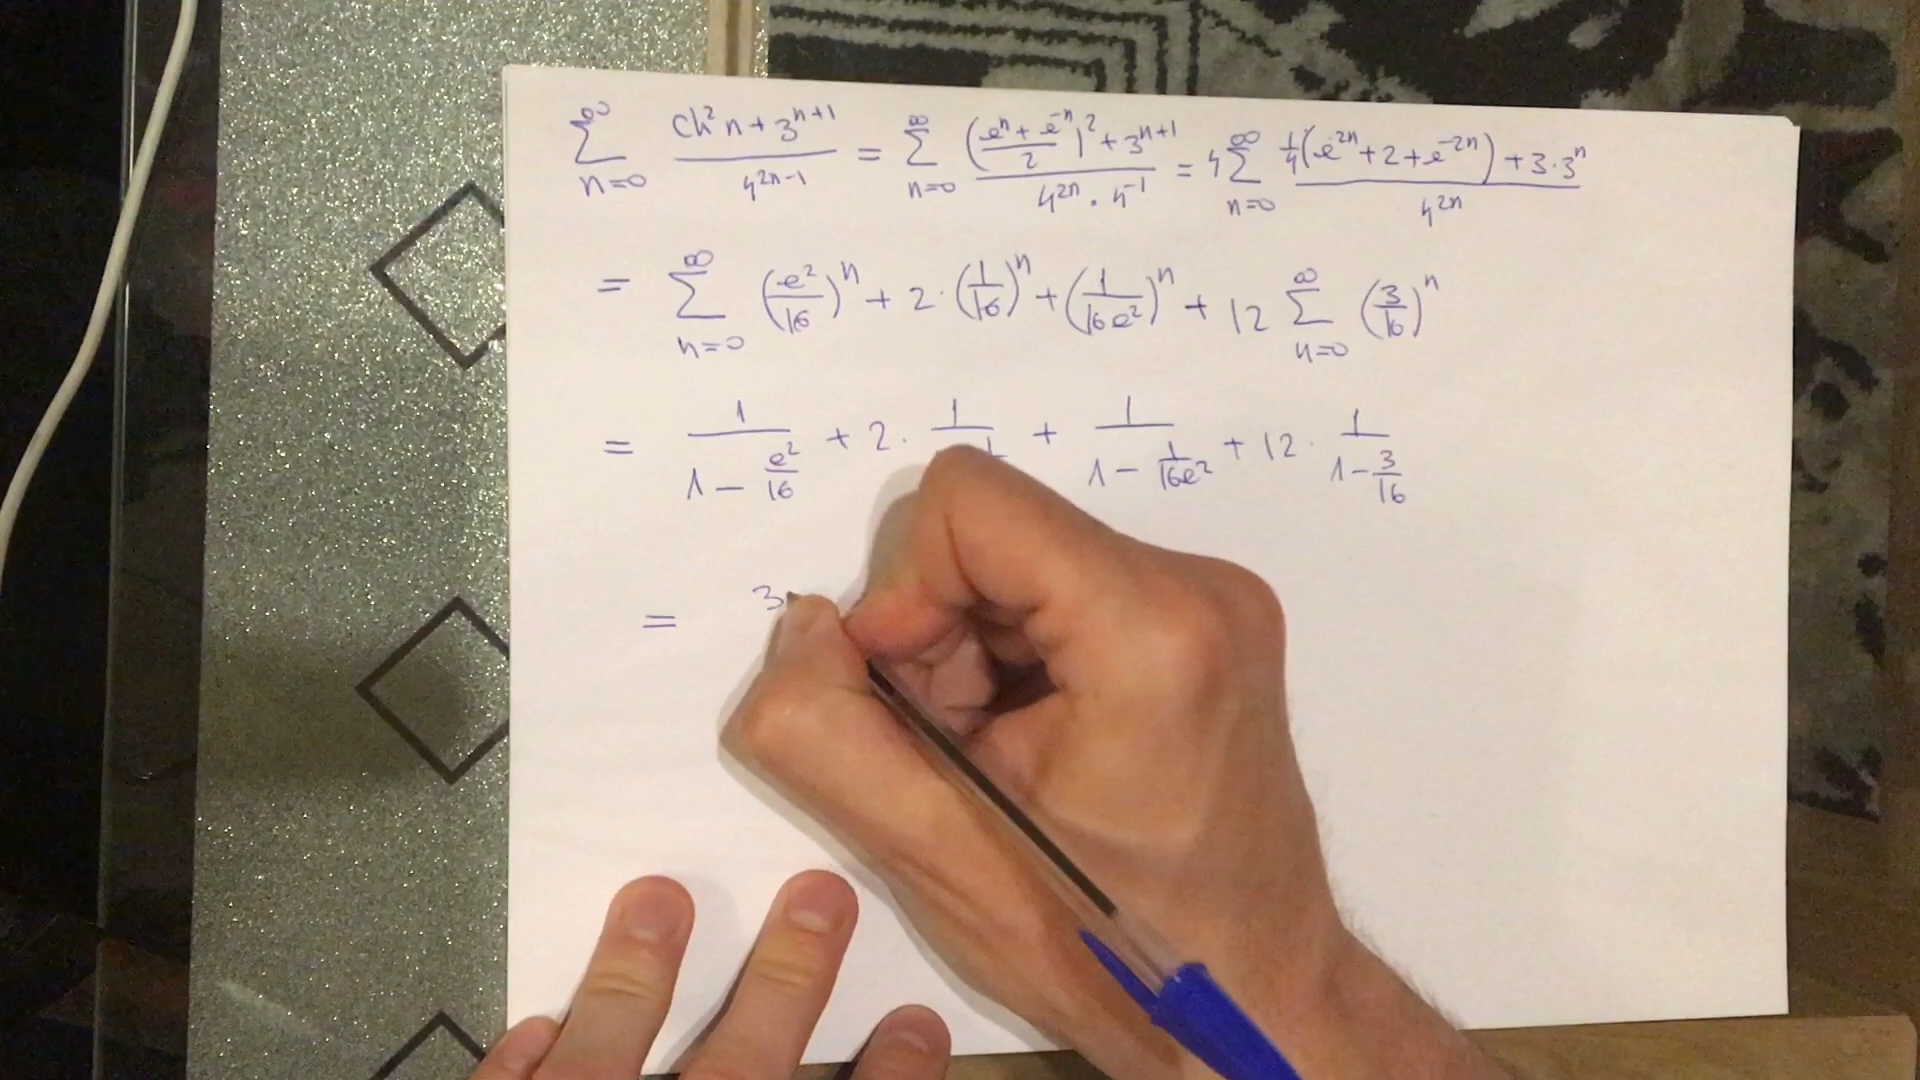 ∑_{n=0}^{∞} (ch²n + 3^{n+1})/(4^{2n-1}) = ∑_{n=0}^{∞} (((e^n + e^{-n})/2)² + 3^{n+1})/(4^{2n} · 4^{-1}) = 4∑_{n=0}^{∞} (1/4(e^{2n} + 2 + e^{-2n}) + 3·3^n)/(4^{2n})
= ∑_{n=0}^{∞} (e²/16)^n + 2·(1/16)^n + (1/(16e²))^n + 12 ∑_{n=0}^{∞} (3/16)^n
= 1/(1 - e²/16) + 2· 1/ + 1/(1 - 1/(16e²)) + 12· 1/(1 - 3/16)
= 3